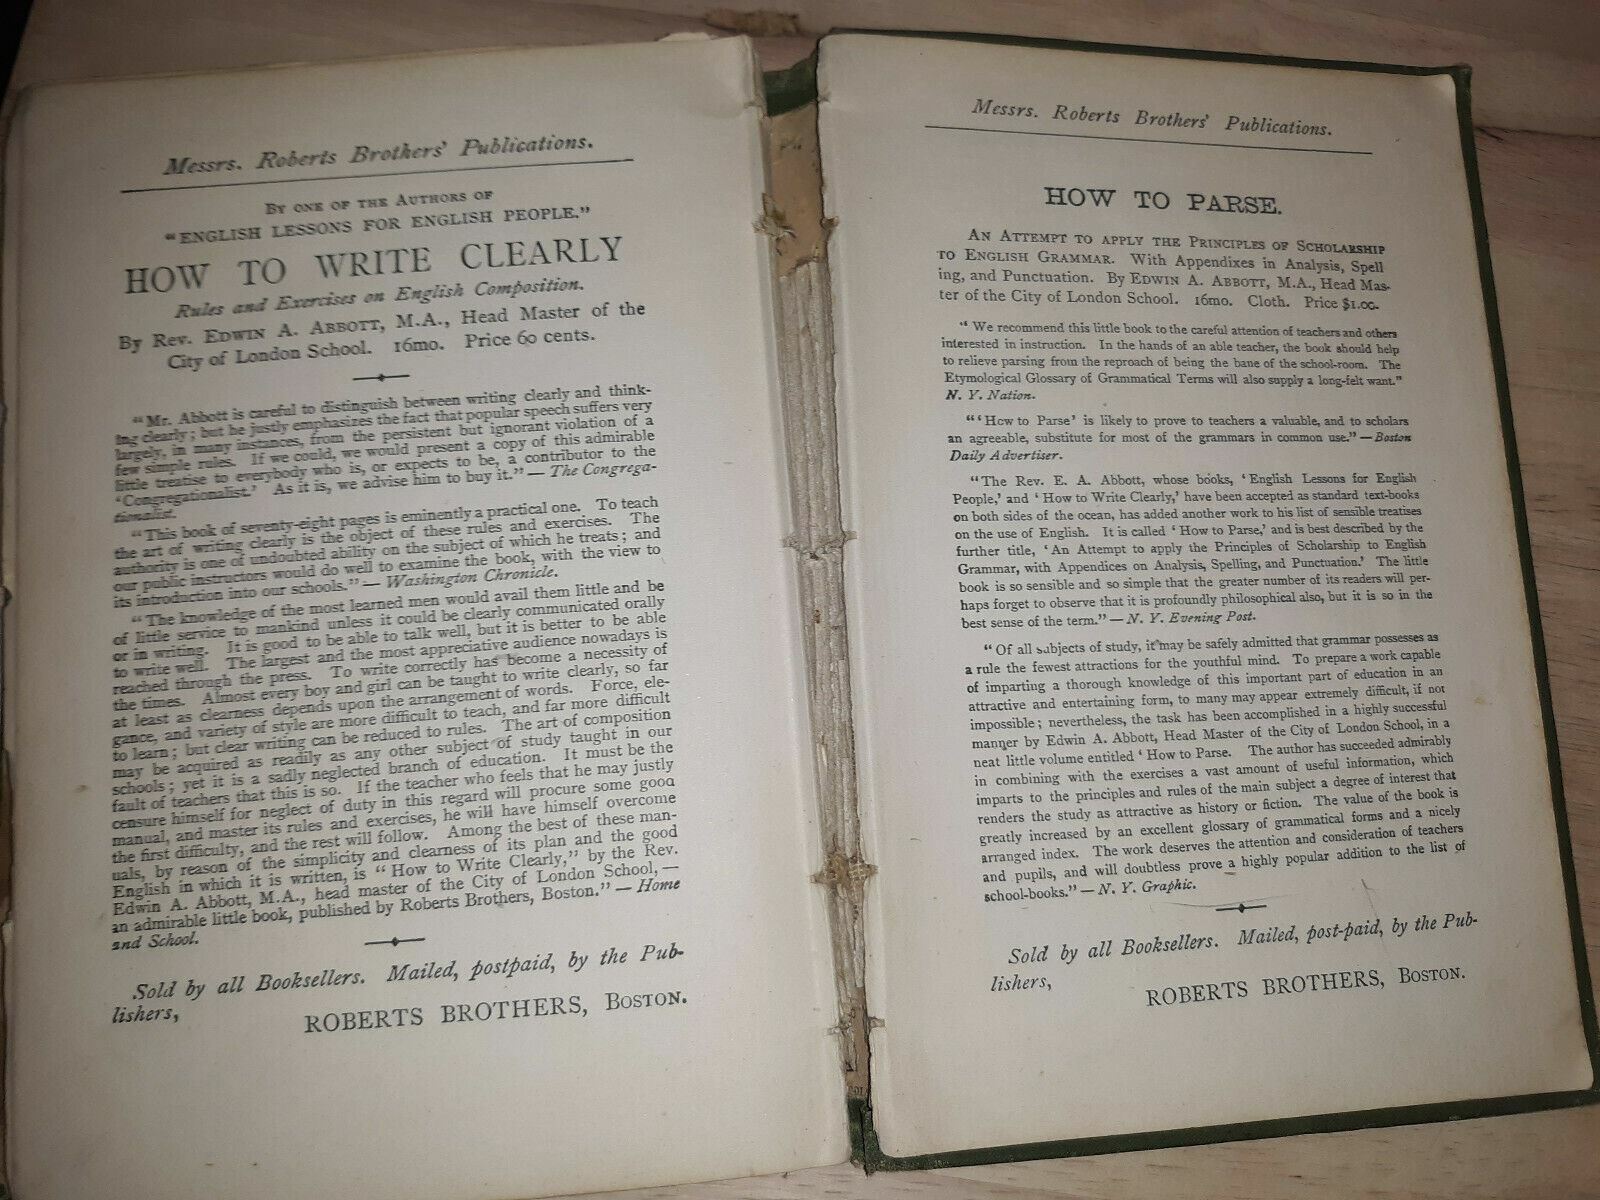 Messrs. Roberts Brothers' Publications.
BY ONE OF THE AUTHORS OF
"ENGLISH LESSONS FOR ENGLISH PEOPLE."
HOW TO WRITE CLEARLY
Rules and Exercises on English Composition.
By REV. EDWIN A. ABBOTT, M.A., Head Master of the
City of London School. 16mo. Price 60 cents.
"Mr. Abbott is careful to distinguish between writing clearly and think-
ing clearly; but he justly emphasizes the fact that popular speech suffers very
largely, in many instances, from the persistent but ignorant violation of a
few simple rules. If we could, we would present a copy of this admirable
little treatise to everybody who is, or expects to be, a contributor to the
'Congregationalist.' As it is, we advise him to buy it." — The Congrega-
tionalist.
"This book of seventy-eight pages is eminently a practical one. To teach
the art of writing clearly is the object of these rules and exercises. The
authority is one of undoubted ability on the subject of which he treats; and
our public instructors would do well to examine the book, with the view to
its introduction into our schools." — Washington Chronicle.
"The knowledge of the most learned men would avail them little and be
of little service to mankind unless it could be clearly communicated orally
or in writing. It is good to be able to talk well, but it is better to be able
to write well. The largest and the most appreciative audience nowadays is
reached through the press. To write correctly has become a necessity of
the times. Almost every boy and girl can be taught to write clearly, so far
at least as clearness depends upon the arrangement of words. Force, ele-
gance, and variety of style are more difficult to teach, and far more difficult
to learn; but clear writing can be reduced to rules. The art of composition
may be acquired as readily as any other subject of study taught in our
schools; yet it is a sadly neglected branch of education. It must be the
fault of teachers that this is so. If the teacher who feels that he may justly
censure himself for neglect of duty in this regard will procure some good
manual, and master its rules and exercises, he will have himself overcome
the first difficulty, and the rest will follow. Among the best of these man-
uals, by reason of the simplicity and clearness of its plan and the good
English in which it is written, is "How to Write Clearly," by the Rev.
Edwin A. Abbott, M.A., head master of the City of London School, —
an admirable little book, published by Roberts Brothers, Boston." — Home
and School.
Sold by all Booksellers. Mailed, postpaid, by the Pub-
lishers,
ROBERTS BROTHERS, BOSTON.
Messrs. Roberts Brothers' Publications.
HOW TO PARSE.
AN ATTEMPT TO APPLY THE PRINCIPLES OF SCHOLARSHIP
TO ENGLISH GRAMMAR. With Appendixes in Analysis, Spell
ing, and Punctuation. By EDWIN A. ABBOTT, M.A., Head Mas-
ter of the City of London School. 16mo. Cloth. Price $1.00.
"We recommend this little book to the careful attention of teachers and others
interested in instruction. In the hands of an able teacher, the book should help
to relieve parsing from the reproach of being the bane of the school-room. The
Etymological Glossary of Grammatical Terms will also supply a long-felt want."
N. Y. Nation.
"'How to Parse' is likely to prove to teachers a valuable, and to scholars
an agreeable, substitute for most of the grammars in common use." — Boston
Daily Advertiser.
"The Rev. E. A. Abbott, whose books, 'English Lessons for English
People,' and 'How to Write Clearly,' have been accepted as standard text-books
on both sides of the ocean, has added another work to his list of sensible treatises
on the use of English. It is called 'How to Parse,' and is best described by the
further title, 'An Attempt to apply the Principles of Scholarship to English
Grammar, with Appendices on Analysis, Spelling, and Punctuation.' The little
book is so sensible and so simple that the greater number of its readers will per-
haps forget to observe that it is profoundly philosophical also, but it is so in the
best sense of the term." — N. Y. Evening Post.
"Of all subjects of study, it may be safely admitted that grammar possesses as
a rule the fewest attractions for the youthful mind. To prepare a work capable
of imparting a thorough knowledge of this important part of education in an
attractive and entertaining form, to many may appear extremely difficult, if not
impossible; nevertheless, the task has been accomplished in a highly successful
manner by Edwin A. Abbott, Head Master of the City of London School, in a
neat little volume entitled 'How to Parse. The author has succeeded admirably
in combining with the exercises a vast amount of useful information, which
imparts to the principles and rules of the main subject a degree of interest that
renders the study as attractive as history or fiction. The value of the book is
greatly increased by an excellent glossary of grammatical forms and a nicely
arranged index. The work deserves the attention and consideration of teachers
and pupils, and will doubtless prove a highly popular addition to the list of
school-books." — N. Y. Graphic.
Sold by all Booksellers. Mailed, post-paid, by the Pub-
lishers,
ROBERTS BROTHERS, BOSTON.